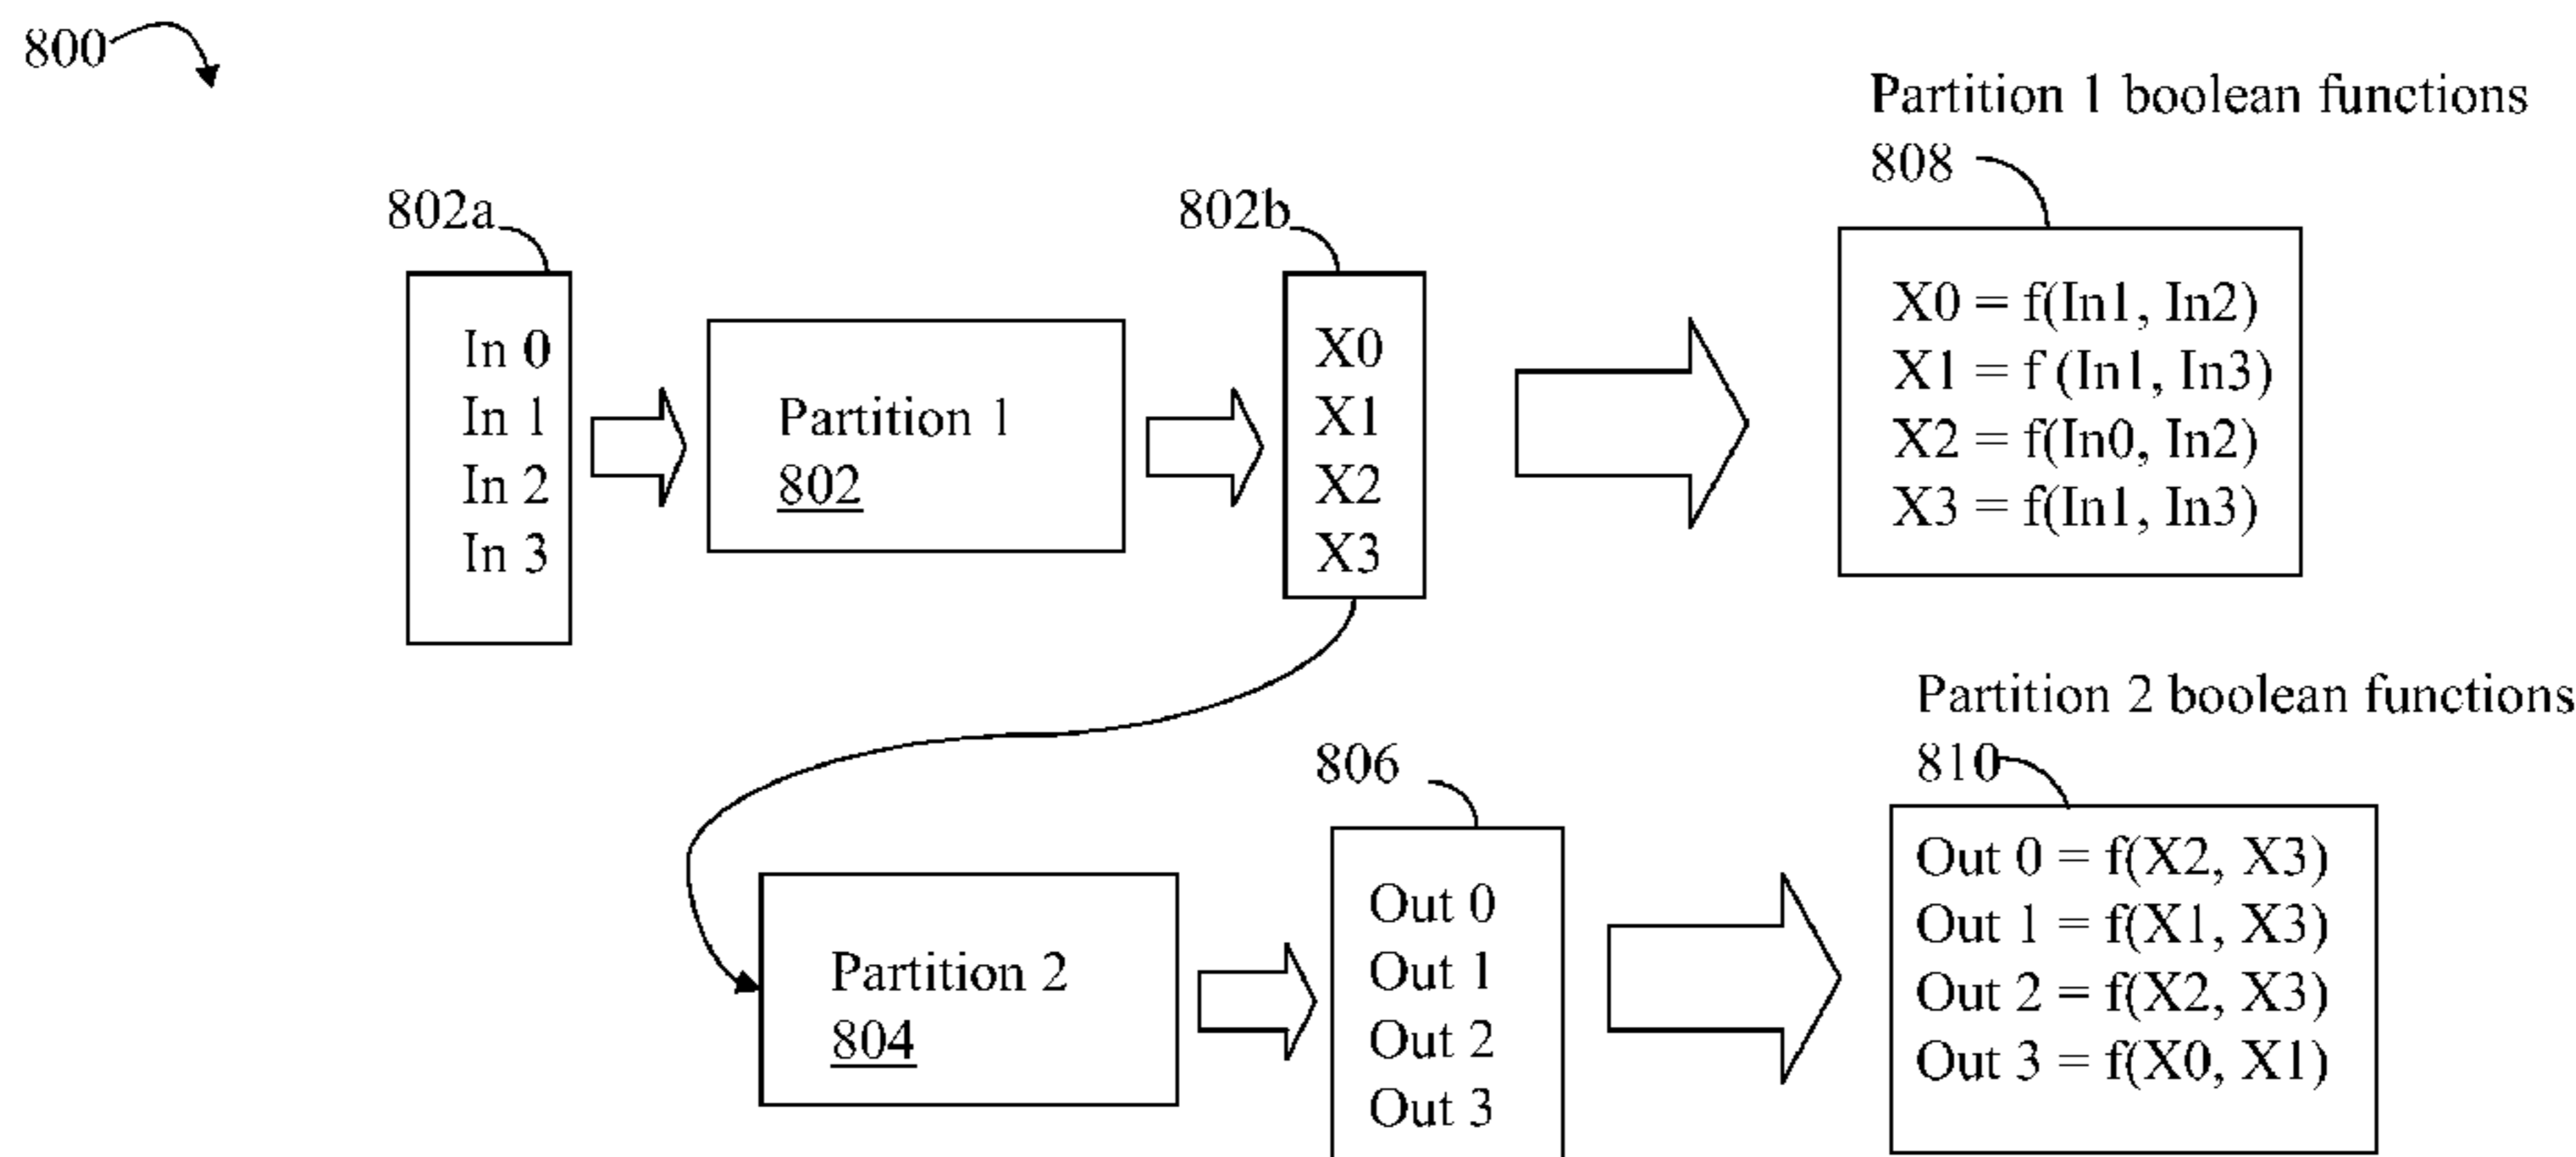 800
Partition 1 boolean functions
808
802a
802b
In 0
In 1
In 2
In 3
Partition 1
802
X0
X1
X2
X3
X0 = f(In1, In2)
X1 = f (In1, In3)
X2 = f(In0, In2)
X3 = f(In1, In3)
Partition 2 boolean functions
806
810
Partition 2
804
Out 0
Out 1
Out 2
Out 3
Out 0 = f(X2, X3)
Out 1 = f(X1, X3)
Out 2 = f(X2, X3)
Out 3 = f(X0, X1)